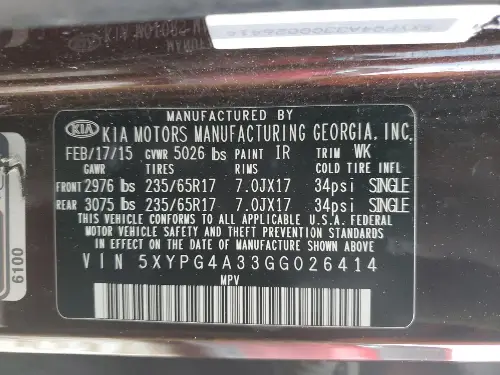 MANUFACTURED BY
KIA KIA MOTORS MANUFACTURING GEORGIA. INC.
FEB/17/15 GVWR 5026 lbs PAINT IR TRIM WK
GAWR TIRES RIMS COLD TIRE INFL
FRONT 2976 lbs 235/65R17 7.0JX17 34psi SINGLE
REAR 3075 lbs 235/65R17 7.0JX17 34psi SINGLE
THIS VEHICLE CONFORMS TO ALL APPLICABLE U.S.A. FEDERAL
MOTOR VEHICLE SAFETY AND THEFT PREVENTION STANDARDS
IN EFFECT ON THE DATE OF MANUFACTURE SHOWN ABOVE.
VIN 5XYPG4A33GG026414
MPV
6100